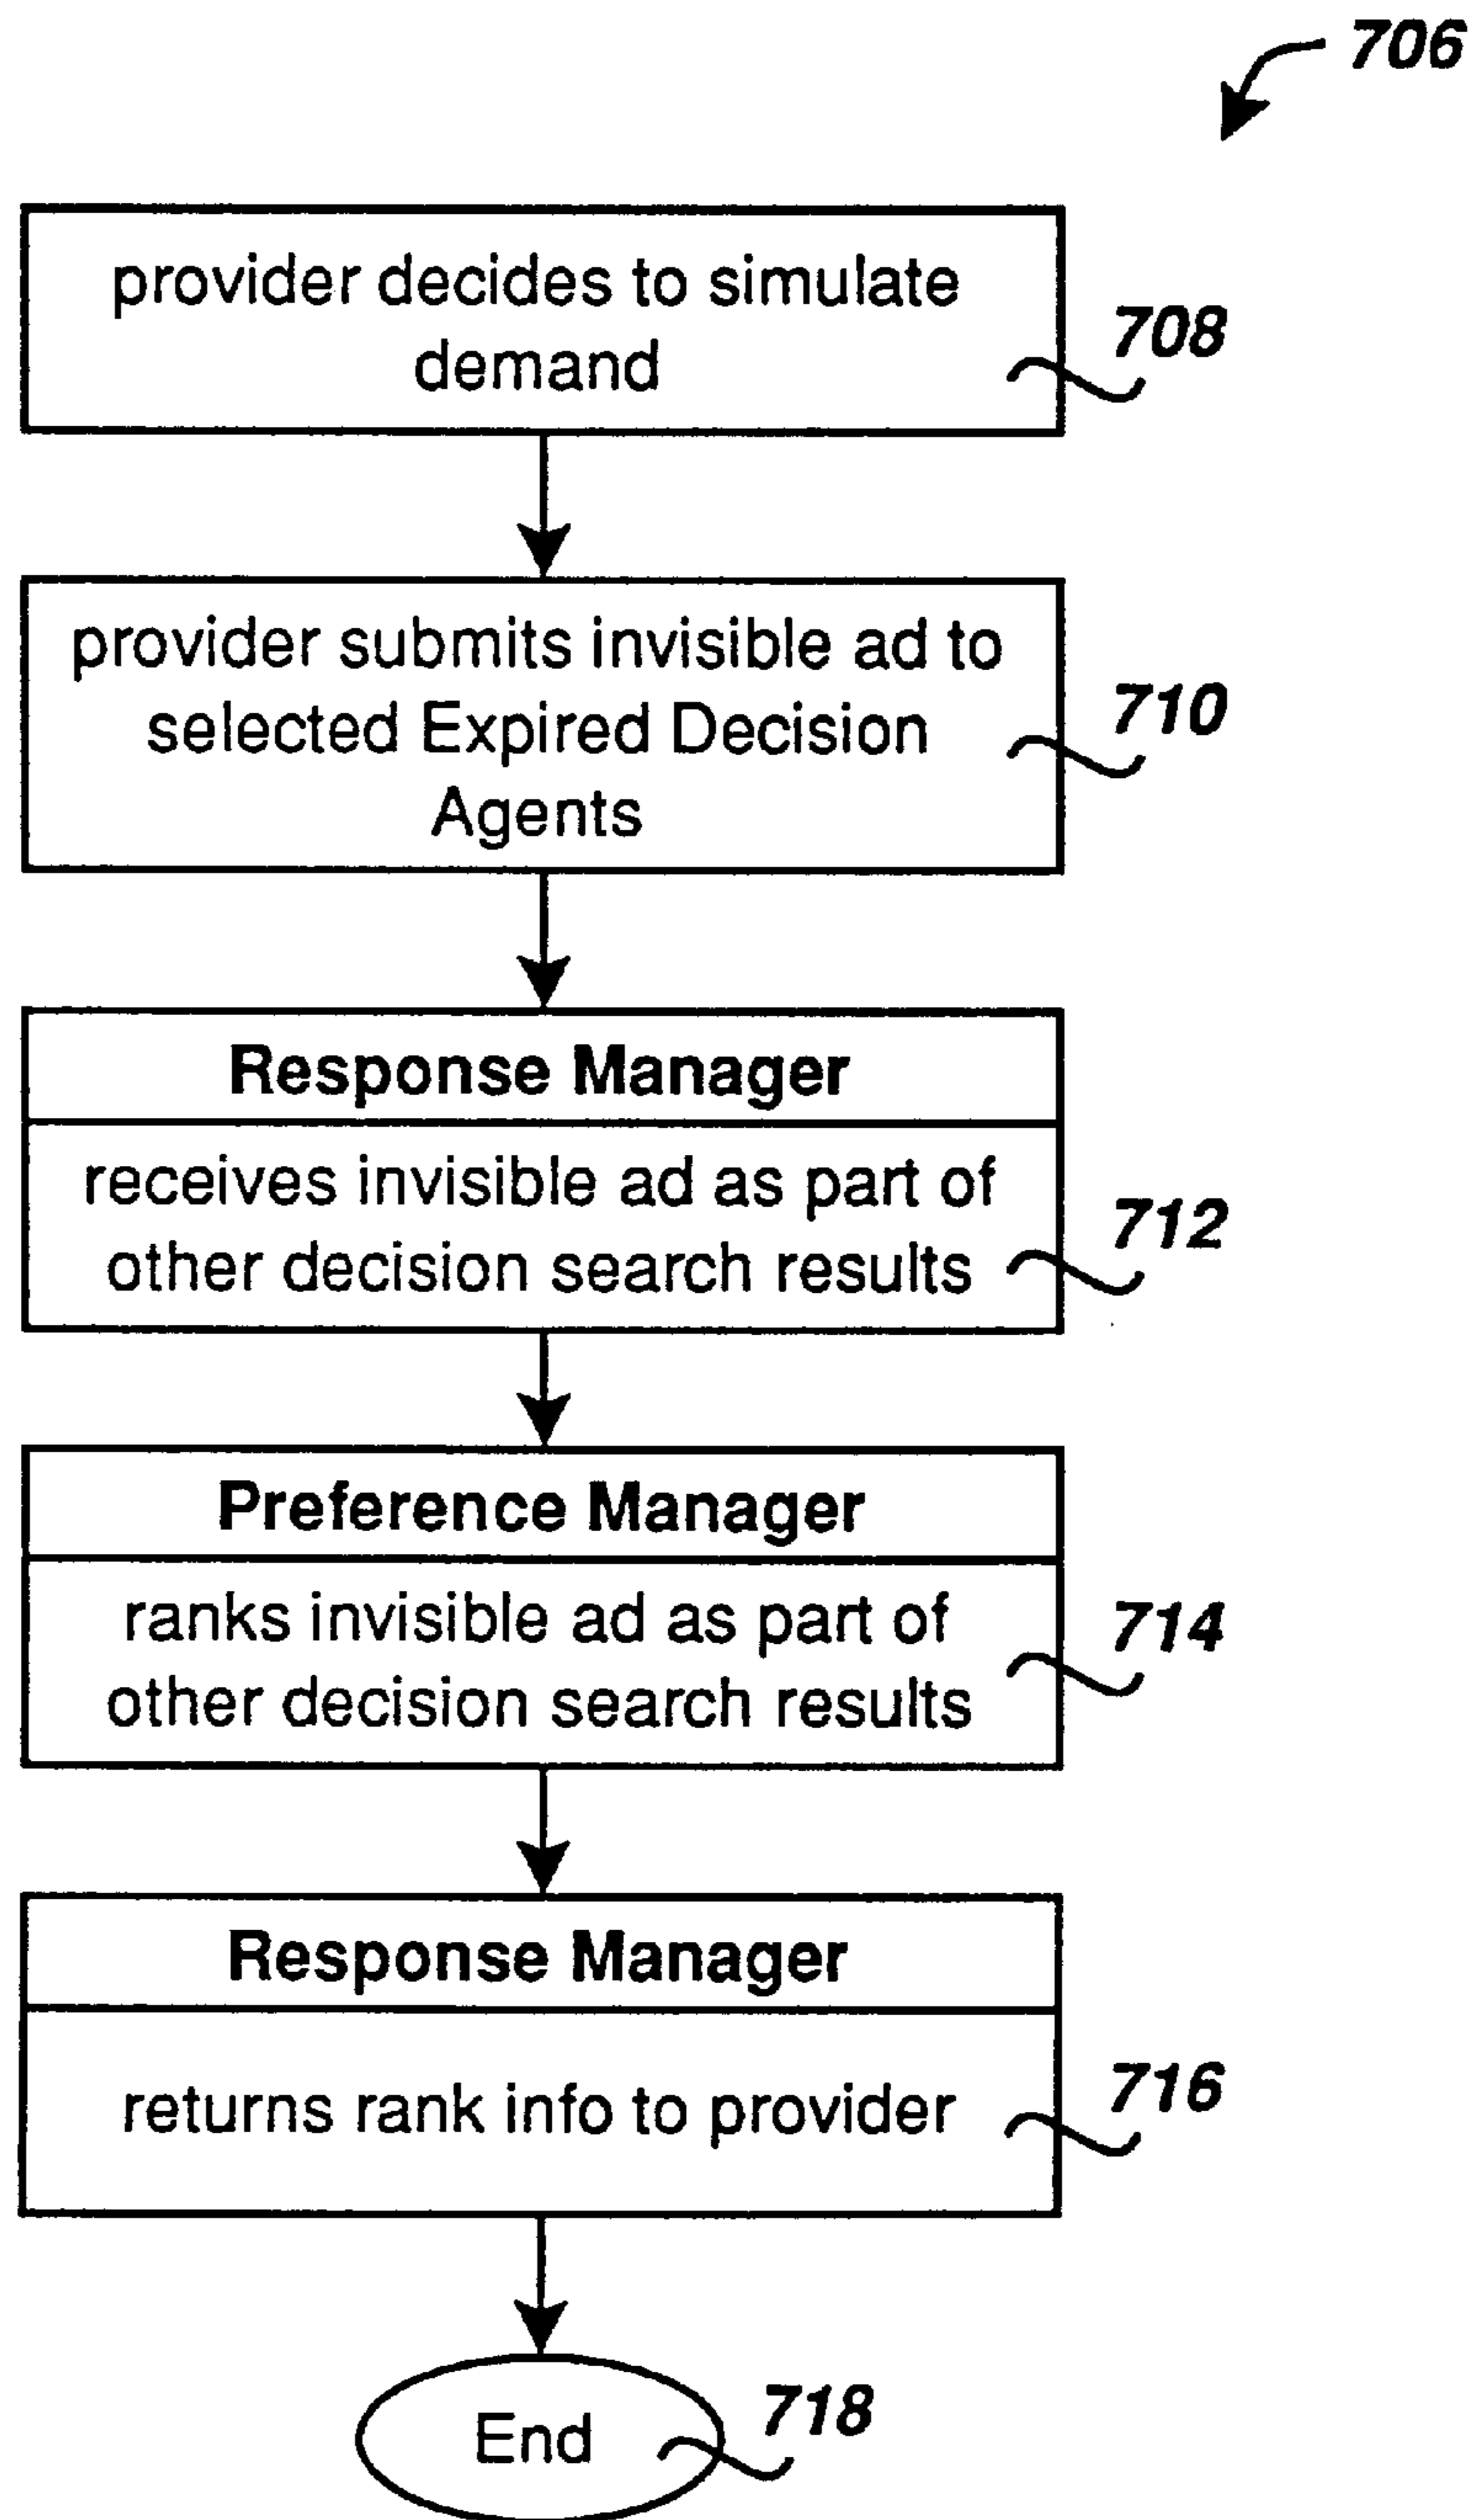 706
provider decides to simulate
demand
708
provider submits invisible ad to
selected Expired Decision
Agents
710
Response Manager
receives invisible ad as part of
other decision search results
712
Preference Manager
ranks invisible ad as part of
other decision search results
714
Response Manager
returns rank info to provider
716
End
718